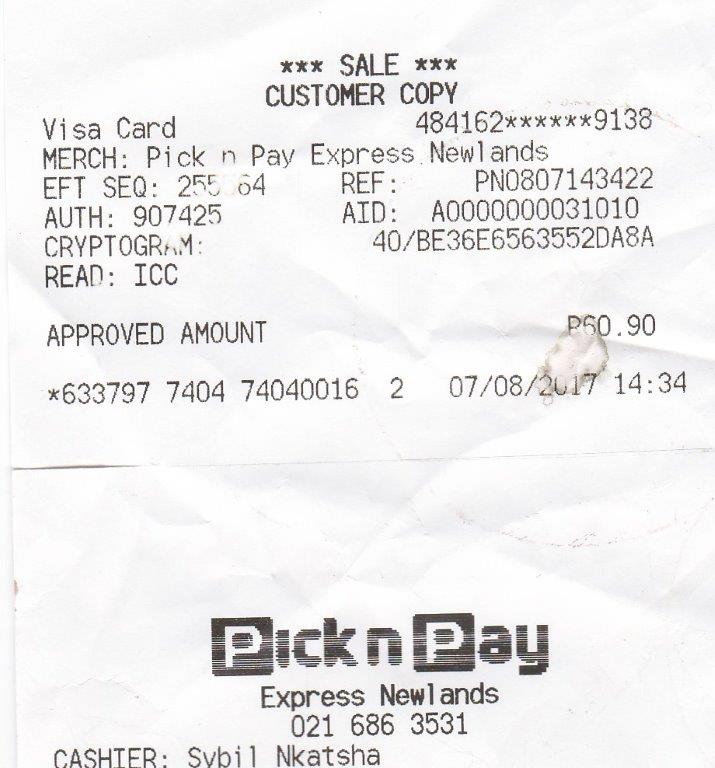 *** SALE ***
CUSTOMER COPY
Visa Card 484162******9138
MERCH: Pick n Pay Express Newlands
EFT SEQ: 255564 REF: PN0807143422
AUTH: 907425 AID: A0000000031010
CRYPTOGRAM: 40/BE36E6563552DA8A
READ: ICC
APPROVED AMOUNT R60.90
*633797 7404 74040016 2 07/08/2017 14:34
Pick n Pay
Express Newlands
021 686 3531
CASHIER: Sybil Nkatsha